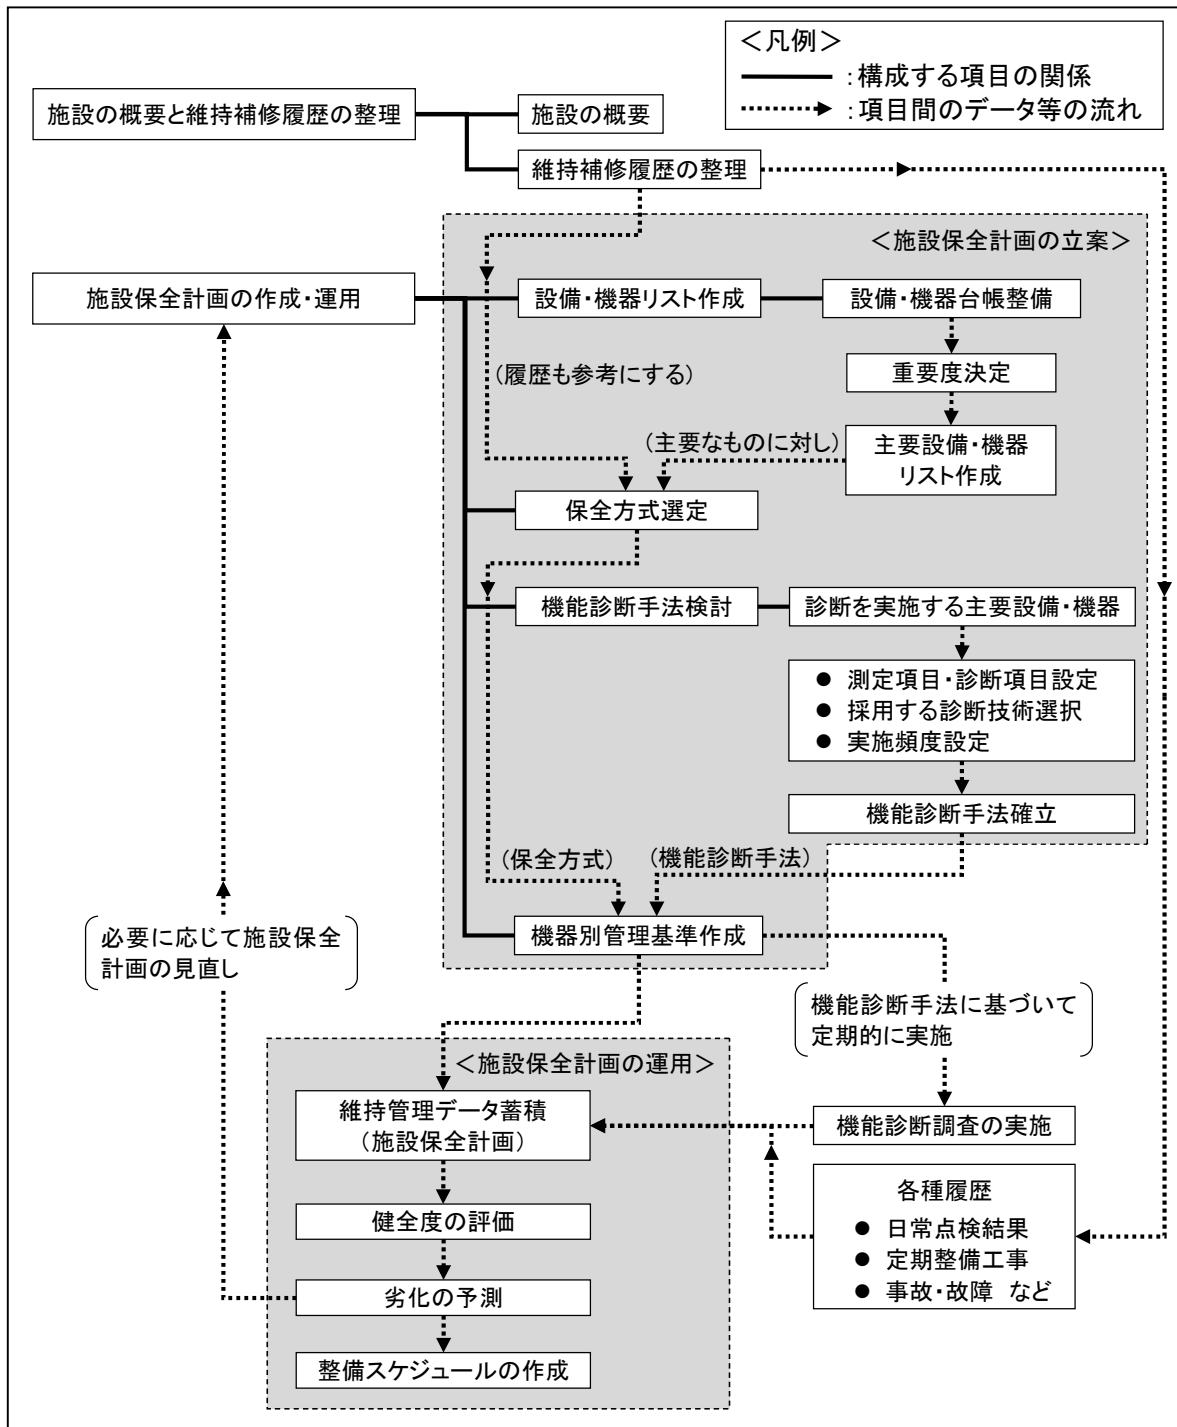 ＜凡例＞
：構成する項目の関係
：項目間のデータ等の流れ
施設の概要と維持補修履歴の整理
施設の概要
維持補修履歴の整理
＜施設保全計画の立案＞
施設保全計画の作成・運用
設備・機器リスト作成
設備・機器台帳整備
（履歴も参考にする）
重要度決定
（主要なものに対し）
主要設備・機器
リスト作成
保全方式選定
機能診断手法検討
診断を実施する主要設備・機器
● 測定項目・診断項目設定
● 採用する診断技術選択
● 実施頻度設定
機能診断手法確立
（保全方式）
（機能診断手法）
機器別管理基準作成
必要に応じて施設保全
計画の見直し
機能診断手法に基づいて
定期的に実施
＜施設保全計画の運用＞
維持管理データ蓄積
（施設保全計画）
機能診断調査の実施
健全度の評価
各種履歴
● 日常点検結果
● 定期整備工事
● 事故・故障 など
劣化の予測
整備スケジュールの作成